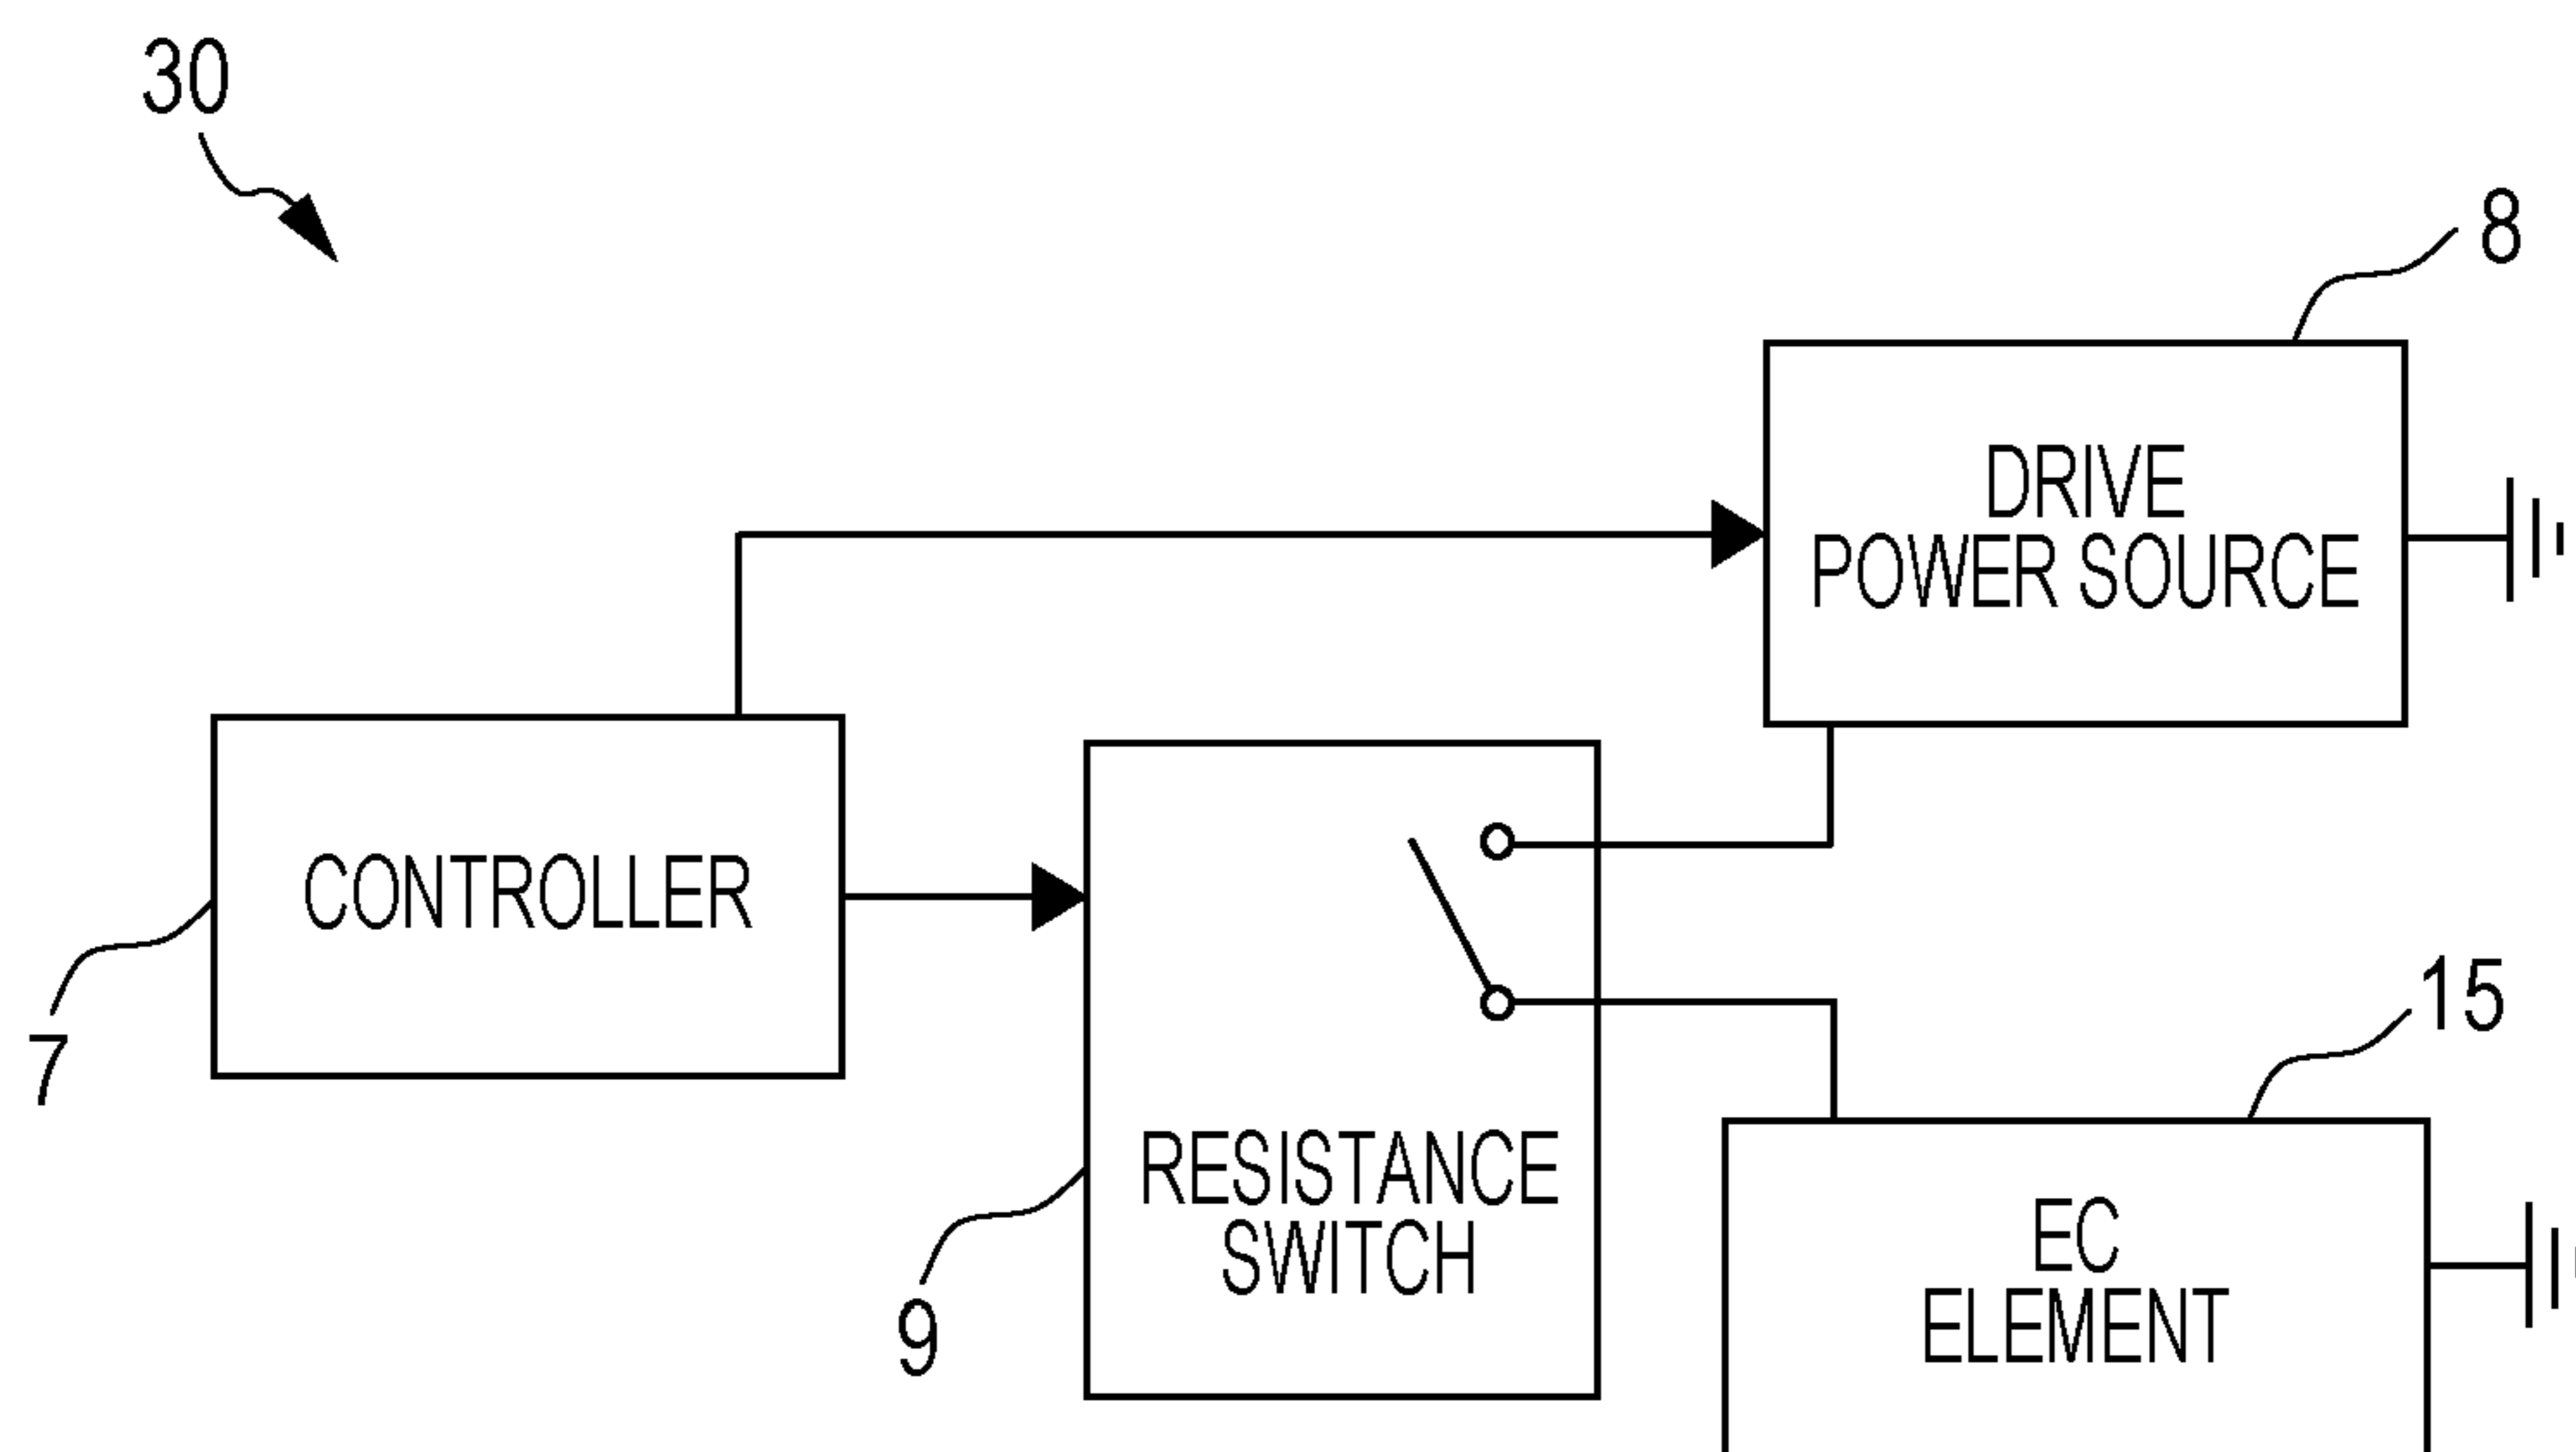 30
8
DRIVE
POWER SOURCE
CONTROLLER
7
15
RESISTANCE
SWITCH
9
EC
ELEMENT